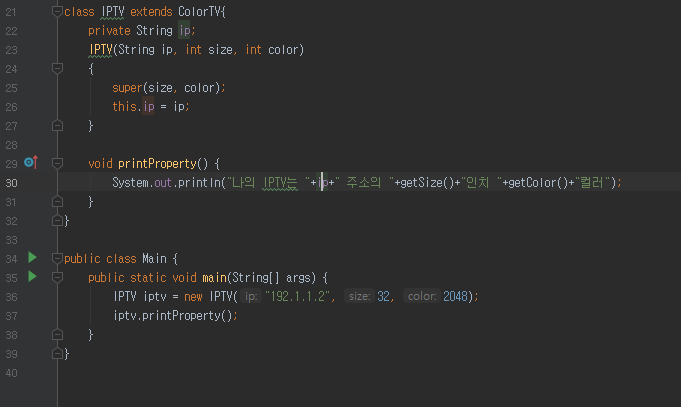 21 class IPTV extends ColorTV{
22 private String ip;
23 IPTV(String ip, int size, int color)
24 {
25 super(size, color);
26 this.ip = ip;
27 }
28
29 void printProperty() {
30 System.out.println("나의 IPTV는 "+ip+" 주소의 "+getSize()+"인치 "+getColor()+"컬러");
31 }
32 }
33
34 public class Main {
35 public static void main(String[] args) {
36 IPTV iptv = new IPTV( ip: "192.1.1.2", size: 32, color: 2048);
37 iptv.printProperty();
38 }
39 }
40